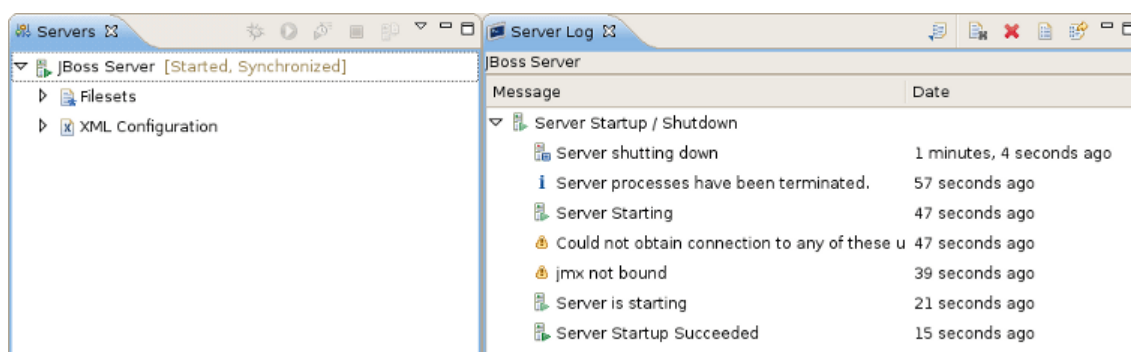 Servers
JBoss Server [Started, Synchronized]
Filesets
XML Configuration
Server Log
JBoss Server
Message Date
Server Startup / Shutdown
Server shutting down 1 minutes, 4 seconds ago
Server processes have been terminated. 57 seconds ago
Server Starting 47 seconds ago
Could not obtain connection to any of these u 47 seconds ago
jmx not bound 39 seconds ago
Server is starting 21 seconds ago
Server Startup Succeeded 15 seconds ago